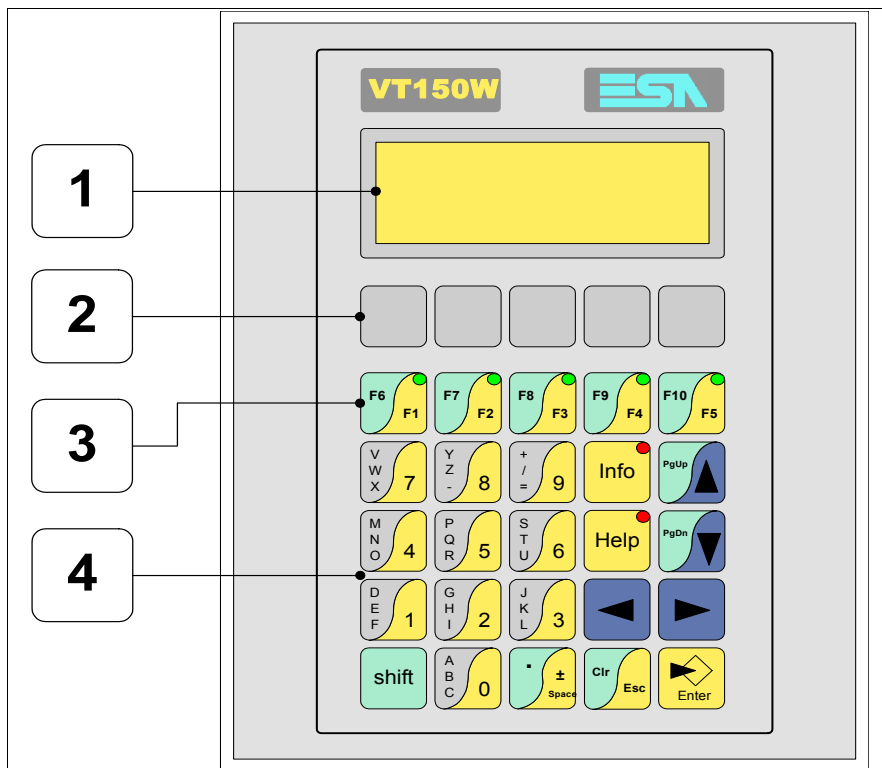 VT150W ESA
1
2
3
F6 F1 F7 F2 F8 F3 F9 F4 F10 F5
V W X 7 Y Z - 8 + / = 9 Info PgUp
4
M N O 4 P Q R 5 S T U 6 Help PgDn
D E F 1 G H I 2 J K L 3
shift A B C 0 . ± Space Clr Esc Enter